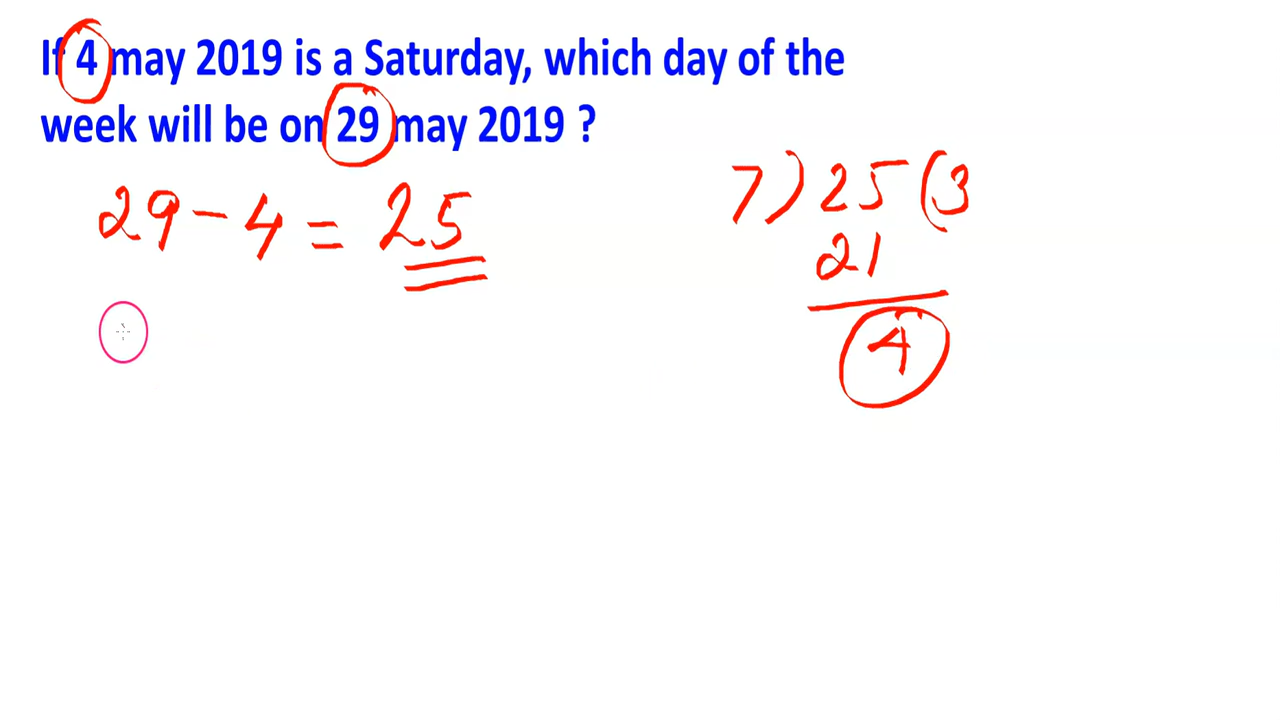 If 4 may 2019 is a Saturday, which day of the
week will be on 29 may 2019 ?
29 - 4 = 25
7) 25 (3
21
4